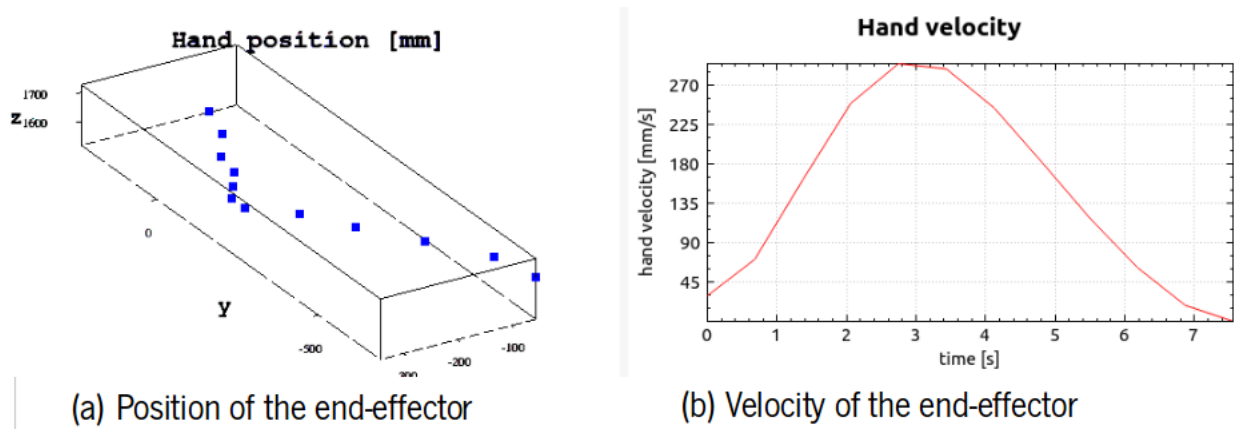 Hand position [mm]
1700
z 1600
0
y
-500
-100
-200
300
(a) Position of the end-effector
Hand velocity
hand velocity [mm/s]
270
225
180
135
90
45
0 1 2 3 4 5 6 7
time [s]
(b) Velocity of the end-effector